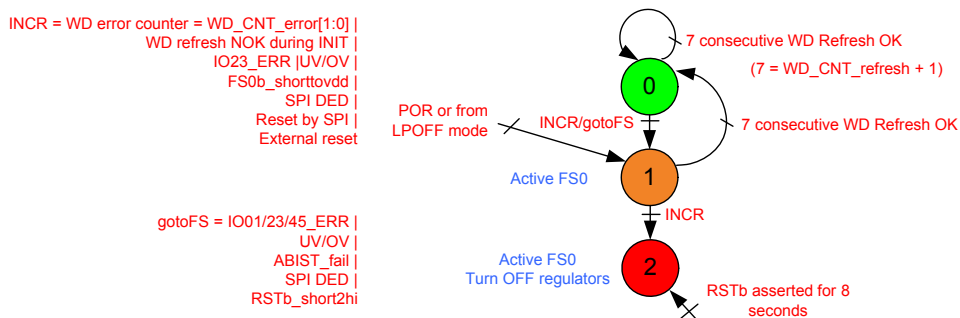 INCR = WD error counter = WD_CNT_error[1:0] |
WD refresh NOK during INIT |
IO23_ERR |UV/OV |
FS0b_shorttovdd |
SPI DED |
Reset by SPI |
External reset
7 consecutive WD Refresh OK
(7 = WD_CNT_refresh + 1)
0
POR or from
LPOFF mode
INCR/gotoFS
7 consecutive WD Refresh OK
Active FS0
1
INCR
gotoFS = IO01/23/45_ERR |
UV/OV |
ABIST_fail |
SPI DED |
RSTb_short2hi
Active FS0
Turn OFF regulators
2
RSTb asserted for 8
seconds